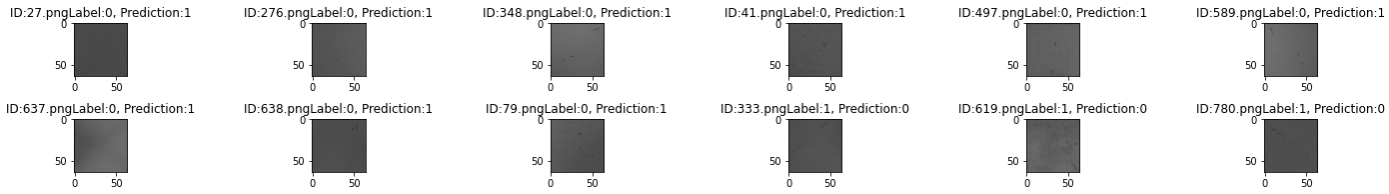 ID:27.pngLabel:0, Prediction:1
ID:276.pngLabel:0, Prediction:1
ID:348.pngLabel:0, Prediction:1
ID:41.pngLabel:0, Prediction:1
ID:497.pngLabel:0, Prediction:1
ID:589.pngLabel:0, Prediction:1
0 0 0 0 0 0
50 50 50 50 50 50
0 50 0 50 0 50 0 50 0 50 0 50
ID:637.pngLabel:0, Prediction:1
ID:638.pngLabel:0, Prediction:1
ID:79.pngLabel:0, Prediction:1
ID:333.pngLabel:1, Prediction:0
ID:619.pngLabel:1, Prediction:0
ID:780.pngLabel:1, Prediction:0
0 0 0 0 0 0
50 50 50 50 50 50
0 50 0 50 0 50 0 50 0 50 0 50